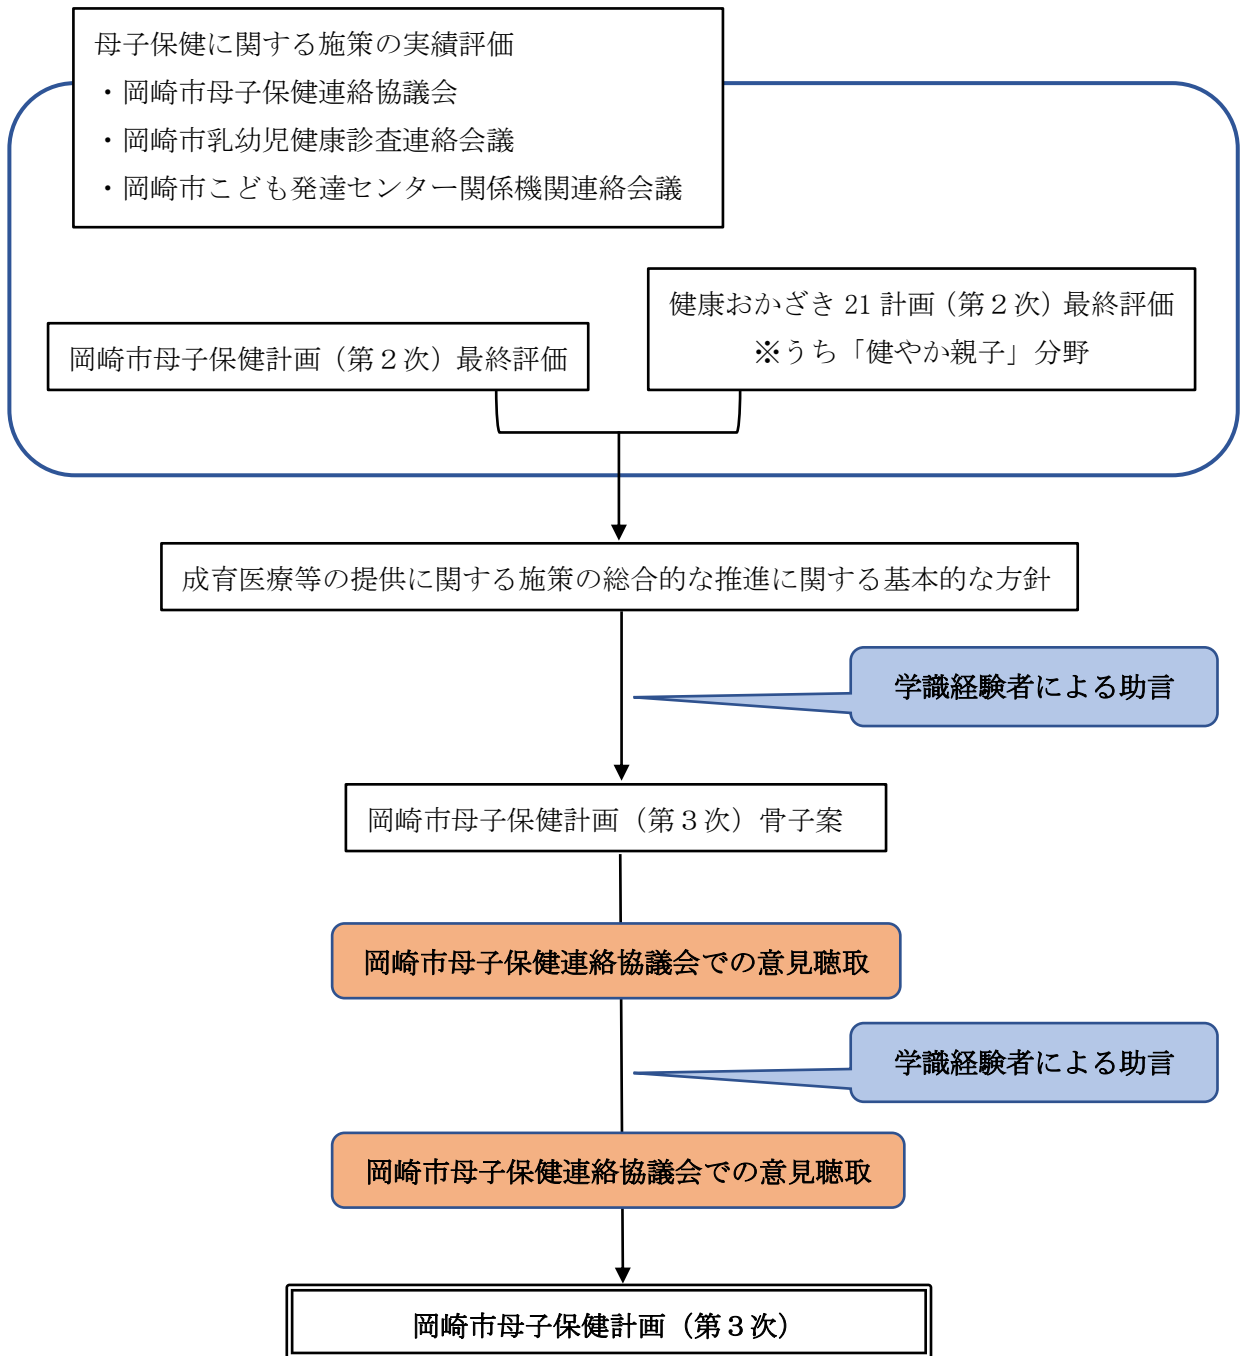 母子保健に関する施策の実績評価
・岡崎市母子保健連絡協議会
・岡崎市乳幼児健康診査連絡会議
・岡崎市こども発達センター関係機関連絡会議
健康おかざき 21 計画（第２次）最終評価
※うち「健やか親子」分野
岡崎市母子保健計画（第２次）最終評価
成育医療等の提供に関する施策の総合的な推進に関する基本的な方針
学識経験者による助言
岡崎市母子保健計画（第３次）骨子案
岡崎市母子保健連絡協議会での意見聴取
学識経験者による助言
岡崎市母子保健連絡協議会での意見聴取
岡崎市母子保健計画（第３次）